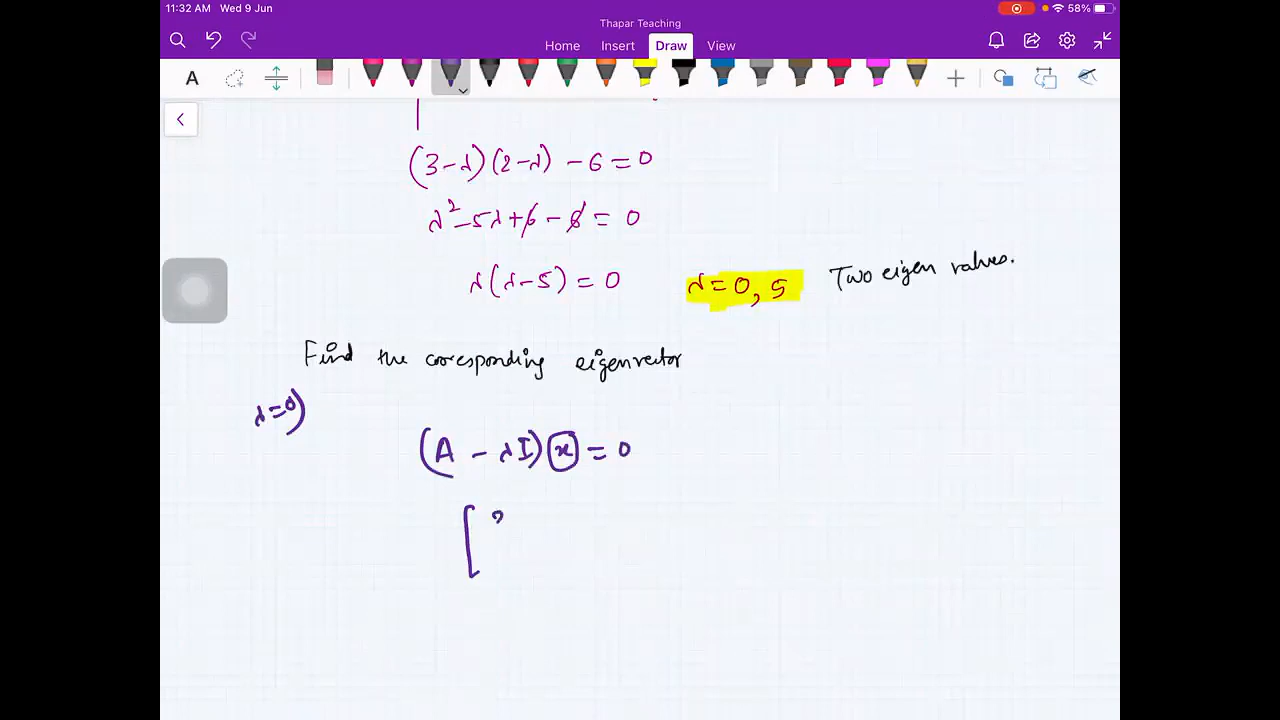 11:32 AM Wed 9 Jun
58%
Thapar Teaching
Home Insert Draw View
A
(3-λ)(2-λ) - 6 = 0
λ² - 5λ + 6 - 6 = 0
λ(λ-5) = 0 λ = 0, 5 Two eigen values.
Find the corresponding eigenvector
λ=0)
(A - λI)x = 0
[